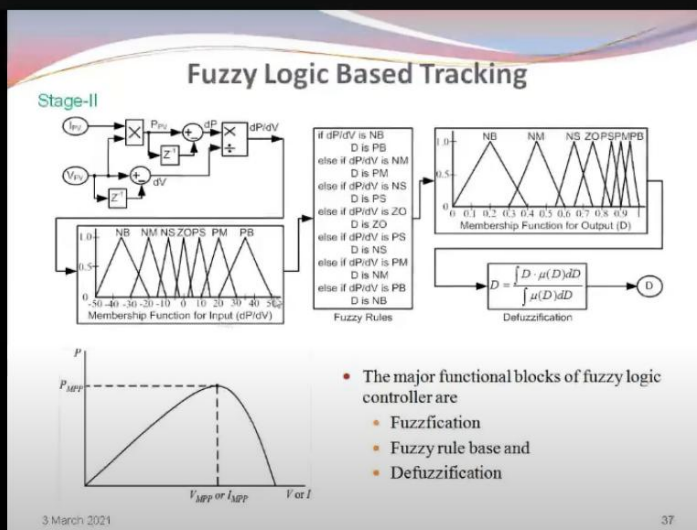 Fuzzy Logic Based Tracking
Stage-II
I_PV
P_PV
dP
dP/dV
×
+
−
×
÷
Z⁻¹
V_PV
+
−
dV
Z⁻¹
NB NM NS ZO PS PM PB
1.0
0.5
0
-50 -40 -30 -20 -10 0 10 20 30 40 50
Membership Function for Input (dP/dV)
if dP/dV is NB
D is PB
else if dP/dV is NM
D is PM
else if dP/dV is NS
D is PS
else if dP/dV is ZO
D is ZO
else if dP/dV is PS
D is NS
else if dP/dV is PM
D is NM
else if dP/dV is PB
D is NB
Fuzzy Rules
NB NM NS ZO PS PM PB
1.0
0.5
0 0.1 0.2 0.3 0.4 0.5 0.6 0.7 0.8 0.9 1
Membership Function for Output (D)
D = ∫ D · μ(D)dD / ∫ μ(D)dD
D
Defuzzification
P
P_MPP
V_MPP or I_MPP
V or I
• The major functional blocks of fuzzy logic
controller are
• Fuzzfication
• Fuzzy rule base and
• Defuzzification
3 March 2021
37